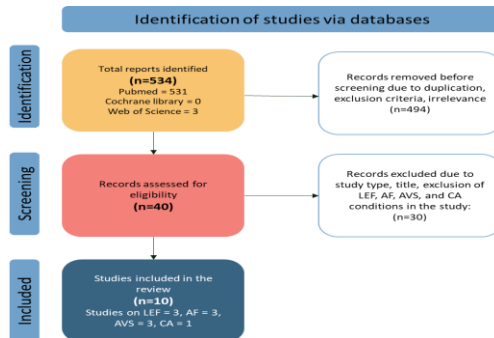 Identification of studies via databases
Identification
Total reports identified
(n=534)
Pubmed = 531
Cochrane library = 0
Web of Science = 3
Records removed before
screening due to duplication,
exclusion criteria, irrelevance
(n=494)
Screening
Records assessed for
eligibility
(n=40)
Records excluded due to
study type, title, exclusion of
LEF, AF, AVS, and CA
conditions in the study:
(n=30)
Included
Studies included in the
review
(n=10)
Studies on LEF = 3, AF = 3,
AVS = 3, CA = 1